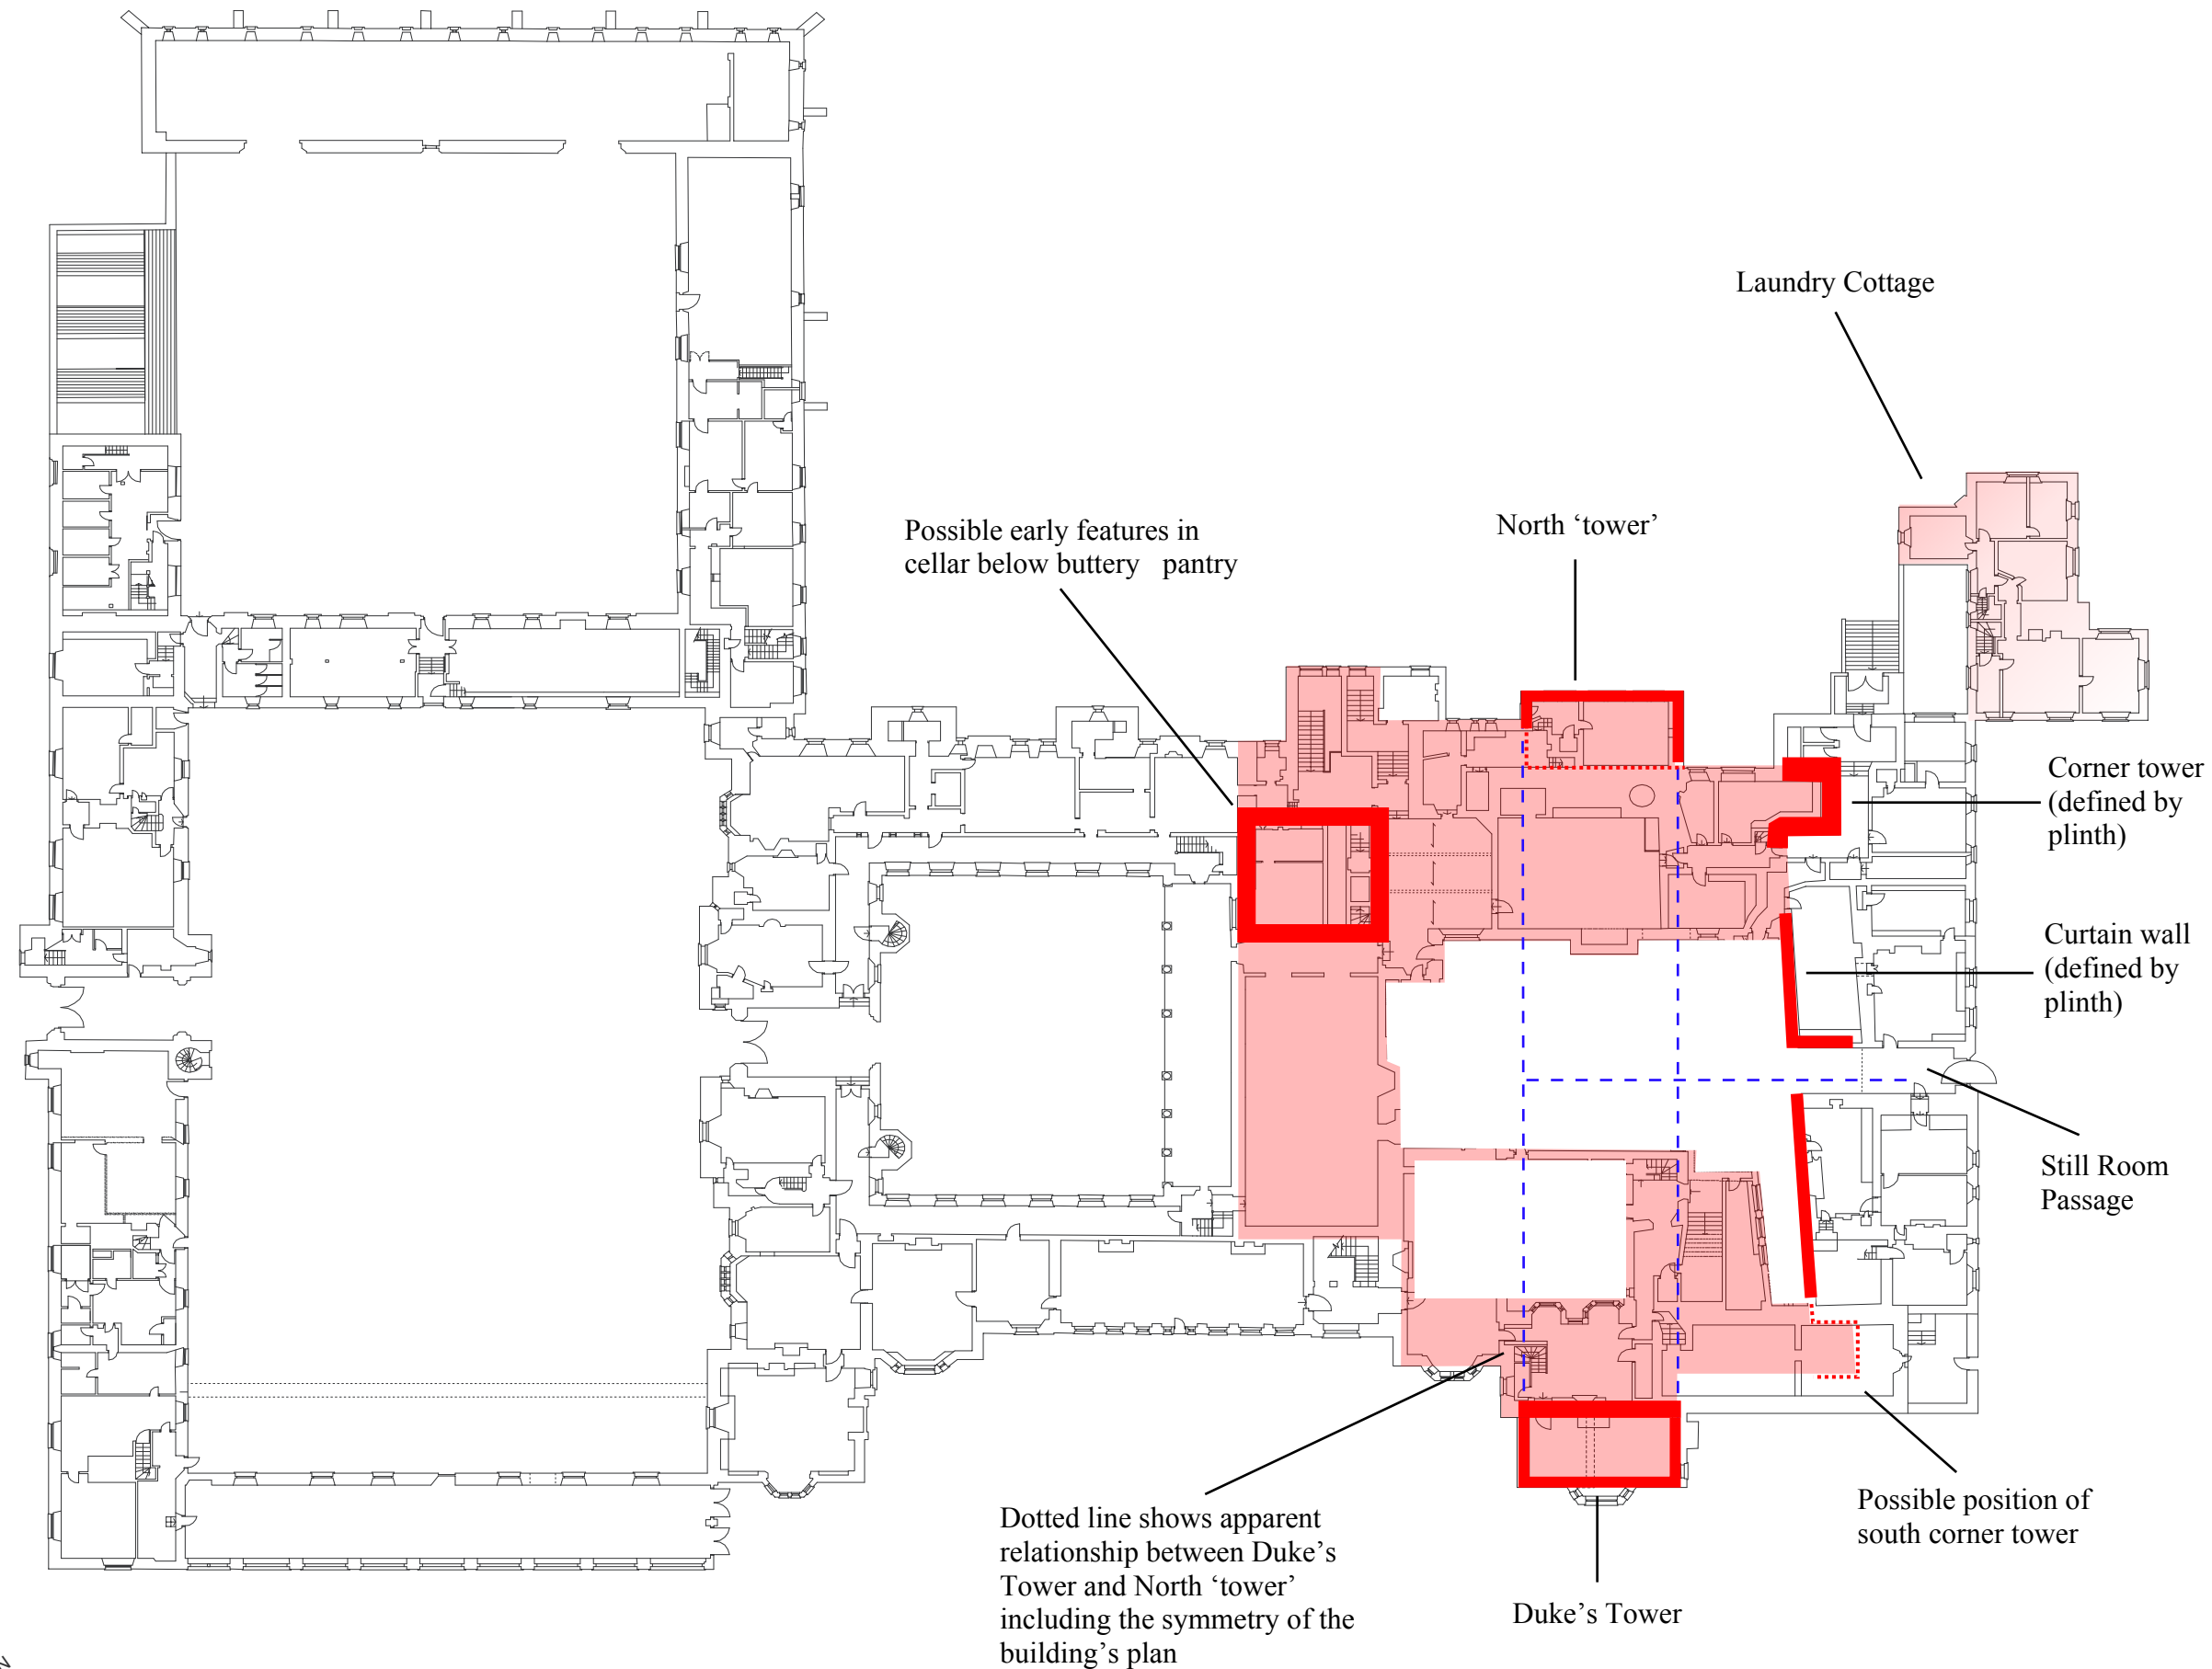 Laundry Cottage
Possible early features in
cellar below buttery pantry
North ‘tower’
Corner tower
(defined by
plinth)
Curtain wall
(defined by
plinth)
Still Room
Passage
Possible position of
south corner tower
Dotted line shows apparent
relationship between Duke’s
Tower and North ‘tower’
including the symmetry of the
building’s plan
Duke’s Tower
N